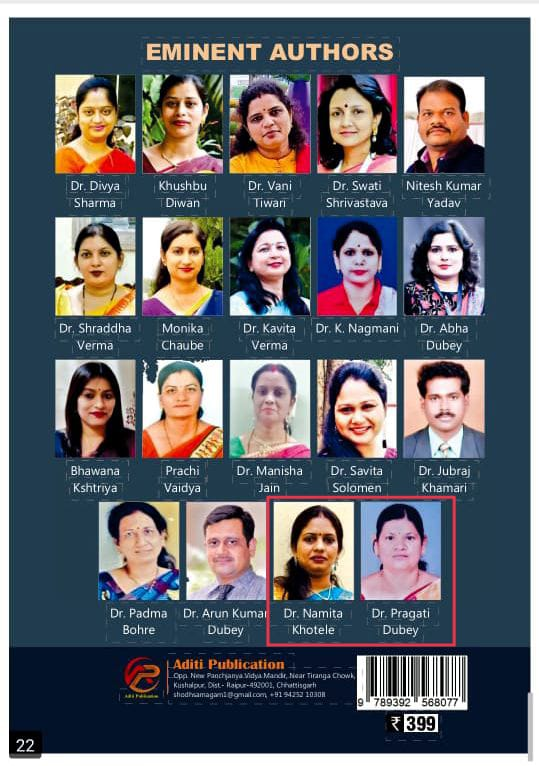 EMINENT AUTHORS
Dr. Divya Sharma
Khushbu Diwan
Dr. Vani Tiwari
Dr. Swati Shrivastava
Nitesh Kumar Yadav
Dr. Shraddha Verma
Monika Chaube
Dr. Kavita Verma
Dr. K. Nagmani
Dr. Abha Dubey
Bhawana Kshtriya
Prachi Vaidya
Dr. Manisha Jain
Dr. Savita Solomen
Dr. Jubraj Khamari
Dr. Padma Bohre
Dr. Arun Kumar Dubey
Dr. Namita Khotele
Dr. Pragati Dubey
Aditi Publication
Aditi Publication
Opp. New Panchjanya Vidya Mandir, Near Tiranga Chowk,
Kushalpur, Dist.- Raipur-492001, Chhattisgarh
shodhsamagam1@gmail.com, +91 94252 10308
9 789392 568077
₹ 399
22